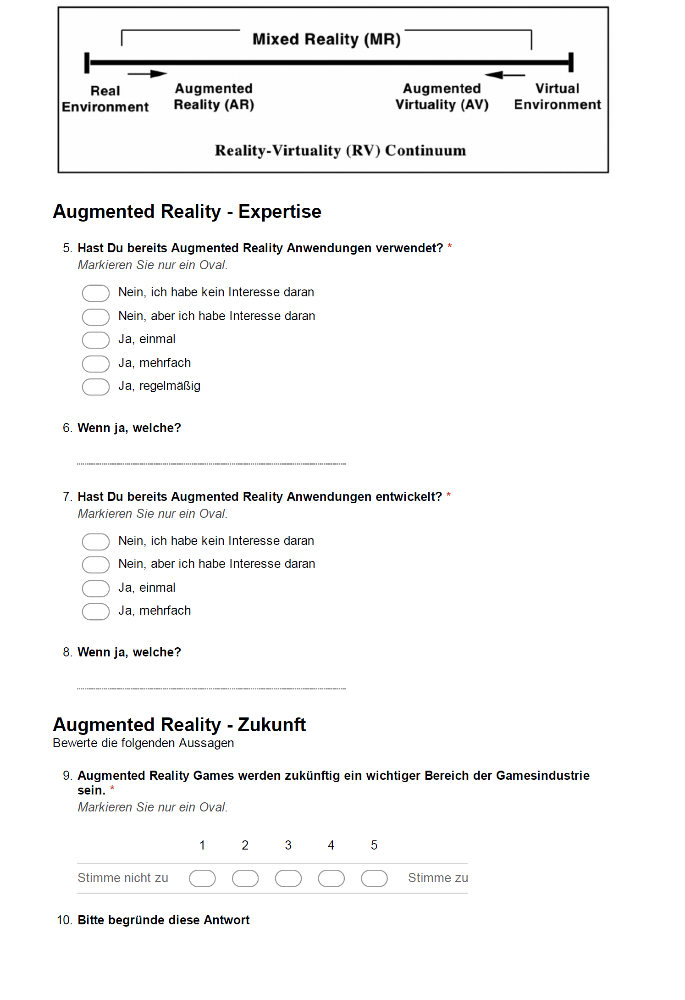 Mixed Reality (MR)
Real Environment
Augmented Reality (AR)
Augmented Virtuality (AV)
Virtual Environment
Reality-Virtuality (RV) Continuum
Augmented Reality - Expertise
5. Hast Du bereits Augmented Reality Anwendungen verwendet? *
Markieren Sie nur ein Oval.
Nein, ich habe kein Interesse daran
Nein, aber ich habe Interesse daran
Ja, einmal
Ja, mehrfach
Ja, regelmäßig
6. Wenn ja, welche?
7. Hast Du bereits Augmented Reality Anwendungen entwickelt? *
Markieren Sie nur ein Oval.
Nein, ich habe kein Interesse daran
Nein, aber ich habe Interesse daran
Ja, einmal
Ja, mehrfach
8. Wenn ja, welche?
Augmented Reality - Zukunft
Bewerte die folgenden Aussagen
9. Augmented Reality Games werden zukünftig ein wichtiger Bereich der Gamesindustrie
sein. *
Markieren Sie nur ein Oval.
1 2 3 4 5
Stimme nicht zu Stimme zu
10. Bitte begründe diese Antwort